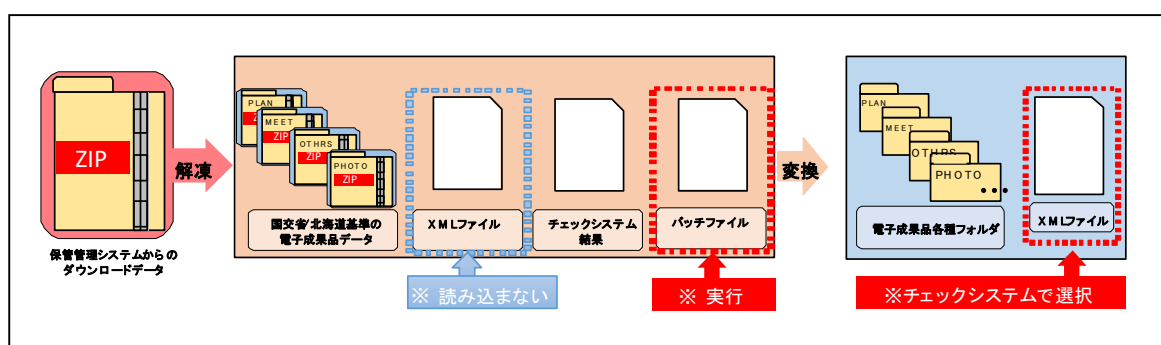 ZIP
保管管理システムからの
ダウンロードデータ
解凍
PLAN
ZIP
MEET
ZIP
OTHRS
ZIP
PHOTO
ZIP
国交省/北海道基準の
電子成果品データ
XMLファイル
チェックシステム
結果
バッチファイル
※ 読み込まない
※ 実行
変換
PLAN
MEET
OTHRS
PHOTO
・・・
電子成果品各種フォルダ
XMLファイル
※チェックシステムで選択